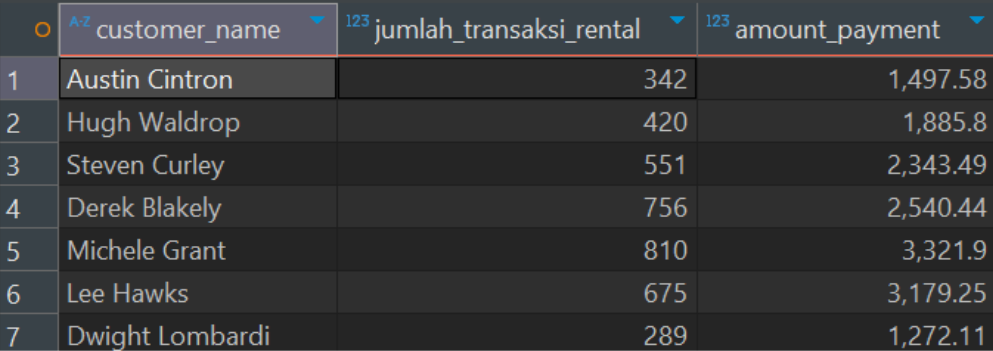 A-Z customer_name 123 jumlah_transaksi_rental 123 amount_payment
1 Austin Cintron 342 1,497.58
2 Hugh Waldrop 420 1,885.8
3 Steven Curley 551 2,343.49
4 Derek Blakely 756 2,540.44
5 Michele Grant 810 3,321.9
6 Lee Hawks 675 3,179.25
7 Dwight Lombardi 289 1,272.11